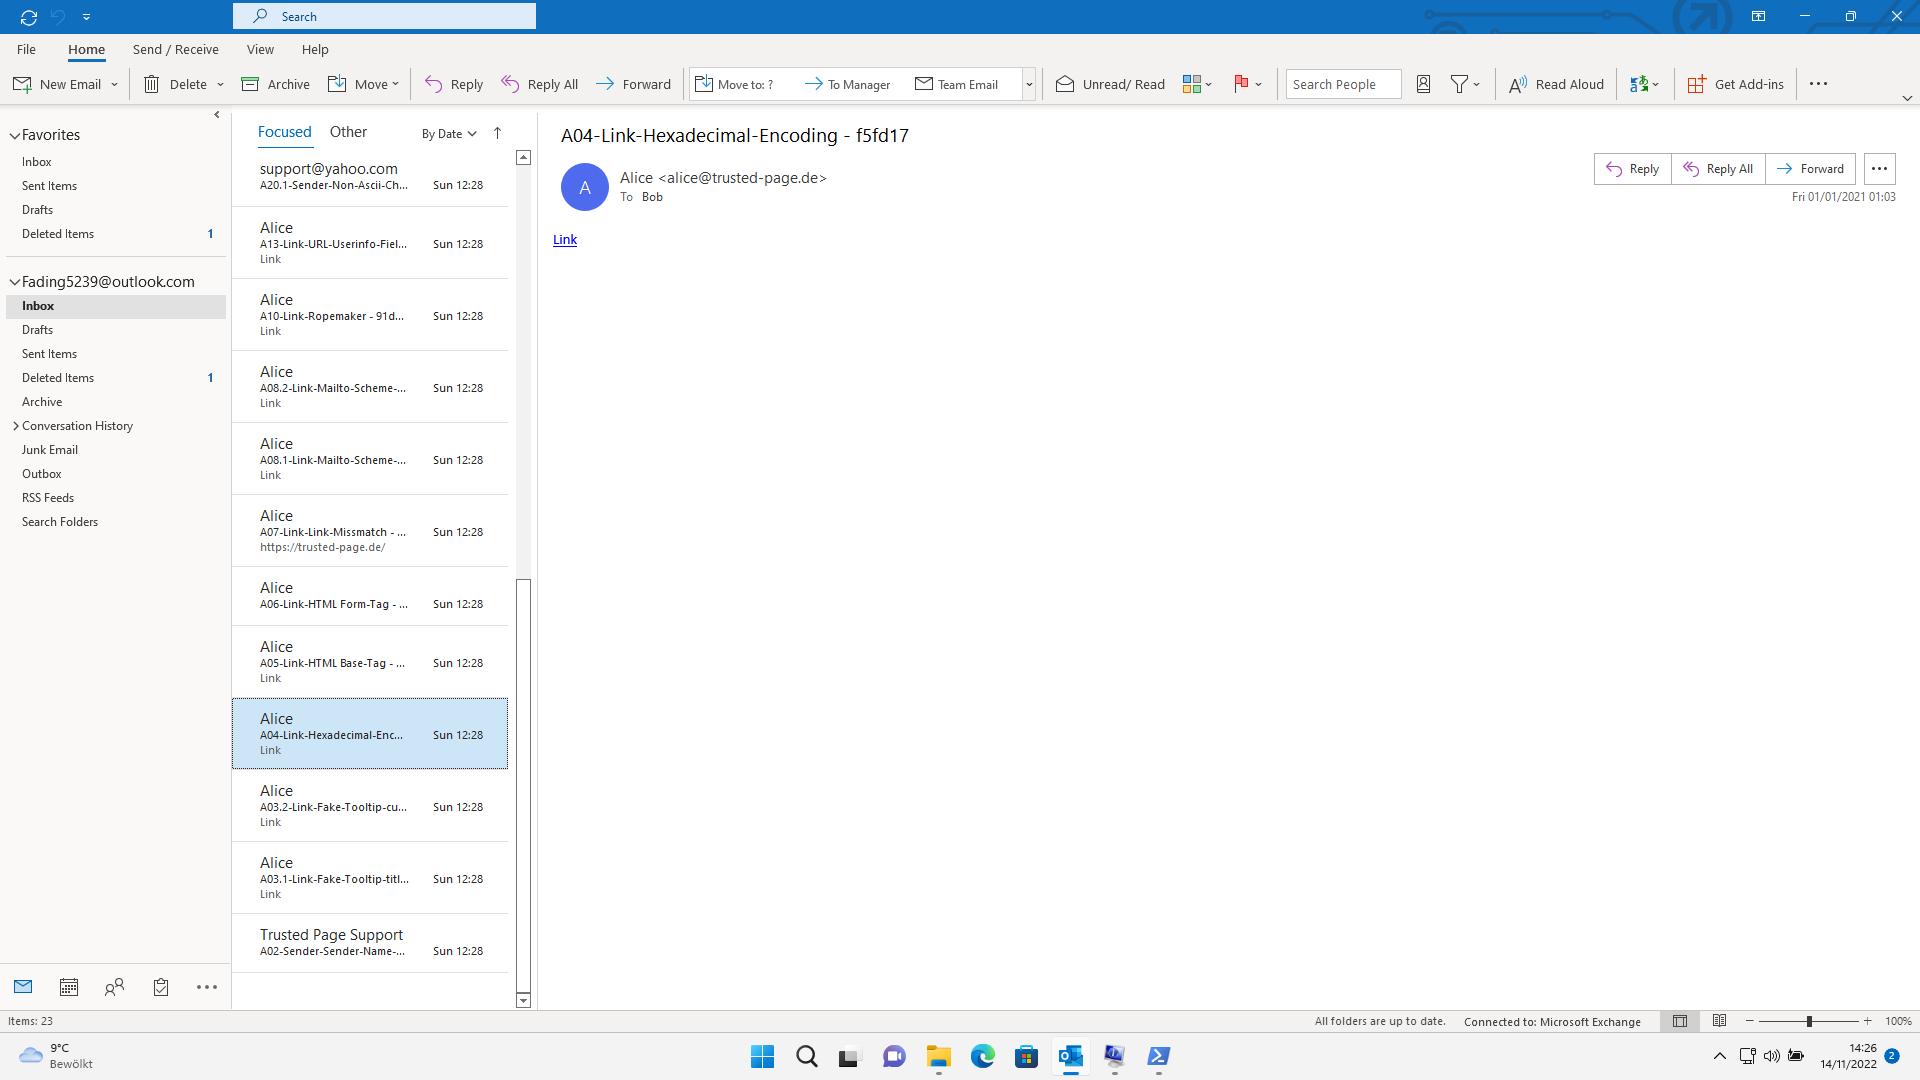 Search
File
Home
Send / Receive
View
Help
New Email
Delete
Archive
Move
Reply
Reply All
Forward
Move to: ?
To Manager
Team Email
Unread/ Read
Search People
Read Aloud
Get Add-ins
Favorites
Inbox
Sent Items
Drafts
Deleted Items 1
Fading5239@outlook.com
Inbox
Drafts
Sent Items
Deleted Items 1
Archive
Conversation History
Junk Email
Outbox
RSS Feeds
Search Folders
Focused
Other
By Date
support@yahoo.com
A20.1-Sender-Non-Ascii-Ch... Sun 12:28
Alice
A13-Link-URL-Userinfo-Fiel... Sun 12:28
Link
Alice
A10-Link-Ropemaker - 91d... Sun 12:28
Link
Alice
A08.2-Link-Mailto-Scheme-... Sun 12:28
Link
Alice
A08.1-Link-Mailto-Scheme-... Sun 12:28
Link
Alice
A07-Link-Link-Missmatch - ... Sun 12:28
https://trusted-page.de/
Alice
A06-Link-HTML Form-Tag - ... Sun 12:28
Alice
A05-Link-HTML Base-Tag - ... Sun 12:28
Link
Alice
A04-Link-Hexadecimal-Enc... Sun 12:28
Link
Alice
A03.2-Link-Fake-Tooltip-cu... Sun 12:28
Link
Alice
A03.1-Link-Fake-Tooltip-titl... Sun 12:28
Link
Trusted Page Support
A02-Sender-Sender-Name-... Sun 12:28
A04-Link-Hexadecimal-Encoding - f5fd17
A
Alice <alice@trusted-page.de>
To Bob
Reply
Reply All
Forward
Fri 01/01/2021 01:03
Link
Items: 23
All folders are up to date.
Connected to: Microsoft Exchange
100%
9°C
Bewölkt
14:26
14/11/2022
2